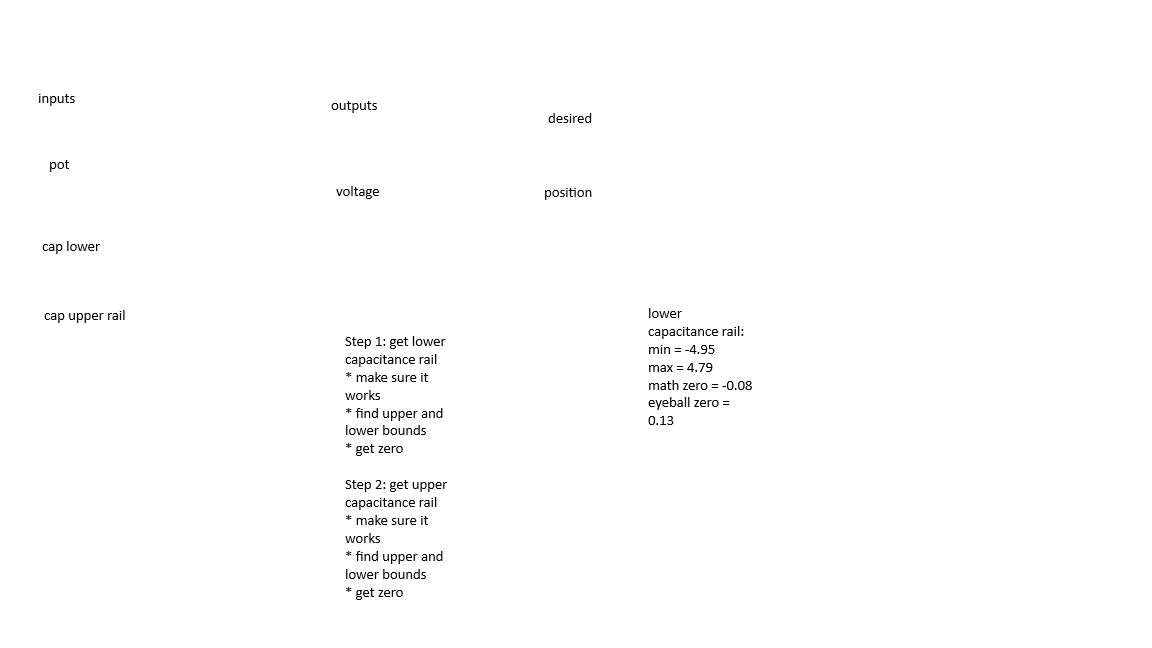 inputs
outputs
desired
pot
voltage
position
cap lower
cap upper rail
Step 1: get lower
capacitance rail
* make sure it
works
* find upper and
lower bounds
* get zero
Step 2: get upper
capacitance rail
* make sure it
works
* find upper and
lower bounds
* get zero
lower
capacitance rail:
min = -4.95
max = 4.79
math zero = -0.08
eyeball zero =
0.13